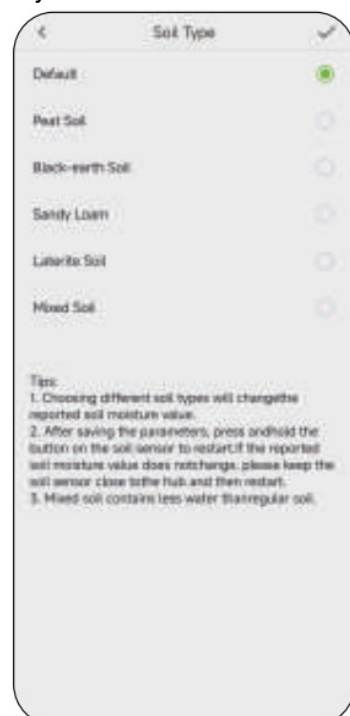 Soil Type
Default
Peat Soil
Black-earth Soil
Sandy Loam
Laterite Soil
Mixed Soil
Tips:
1. Choosing different soil types will changethe
reported soil moisture value.
2. After saving the parameters, press andhold the
button on the soil sensor to restart.if the reported
soil moisture value does notchange, please keep the
soil sensor close tothe hub and then restart.
3. Mixed soil contains less water thanregular soil.